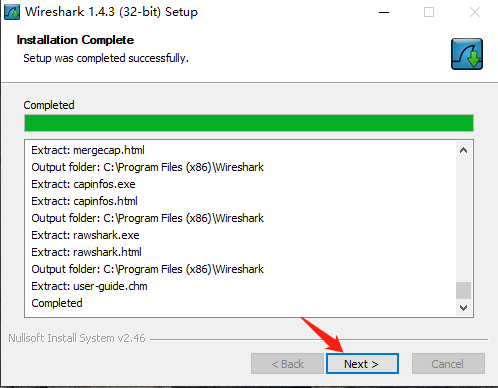 Wireshark 1.4.3 (32-bit) Setup
Installation Complete
Setup was completed successfully.
Completed
Extract: mergecap.html
Output folder: C:\Program Files (x86)\Wireshark
Extract: capinfos.exe
Extract: capinfos.html
Output folder: C:\Program Files (x86)\Wireshark
Extract: rawshark.exe
Extract: rawshark.html
Output folder: C:\Program Files (x86)\Wireshark
Extract: user-guide.chm
Completed
Nullsoft Install System v2.46
< Back Next > Cancel